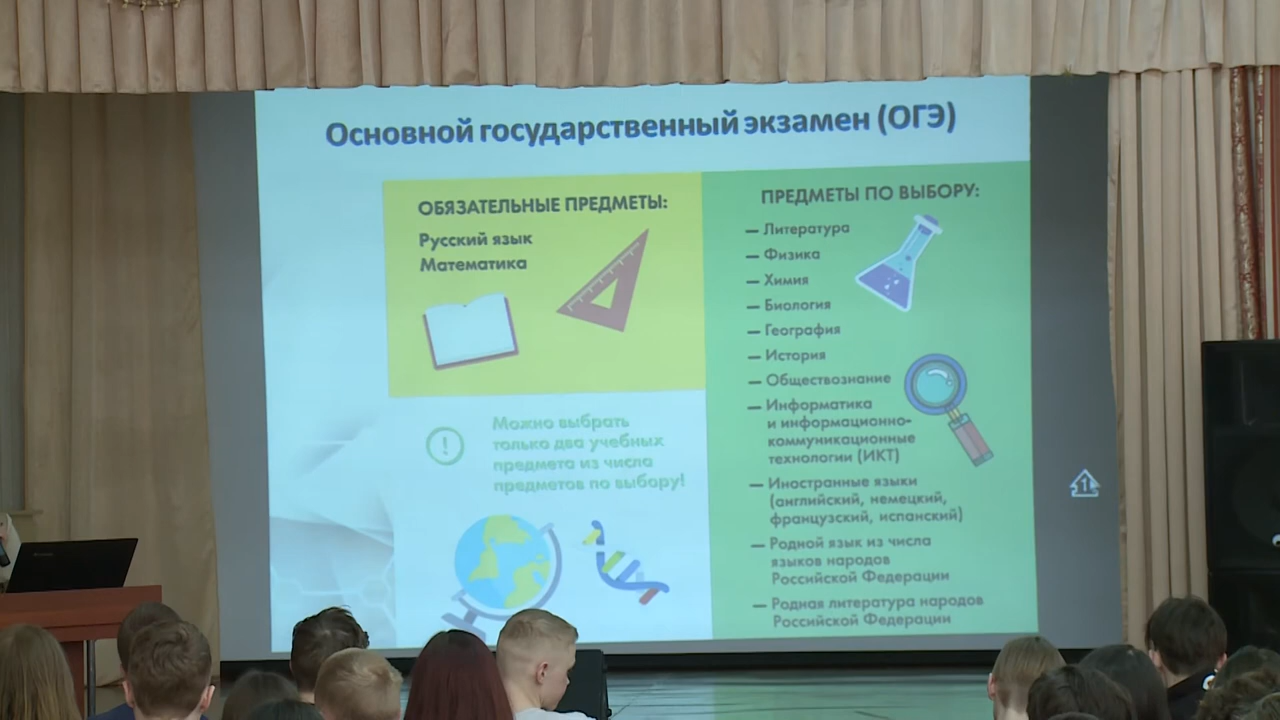 Основной государственный экзамен (ОГЭ)
ОБЯЗАТЕЛЬНЫЕ ПРЕДМЕТЫ:
Русский язык
Математика
!
Можно выбрать
только два учебных
предмета из числа
предметов по выбору!
ПРЕДМЕТЫ ПО ВЫБОРУ:
— Литература
— Физика
— Химия
— Биология
— География
— История
— Обществознание
— Информатика
и информационно-
коммуникационные
технологии (ИКТ)
— Иностранные языки
(английский, немецкий,
французский, испанский)
— Родной язык из числа
языков народов
Российской Федерации
— Родная литература народов
Российской Федерации
1